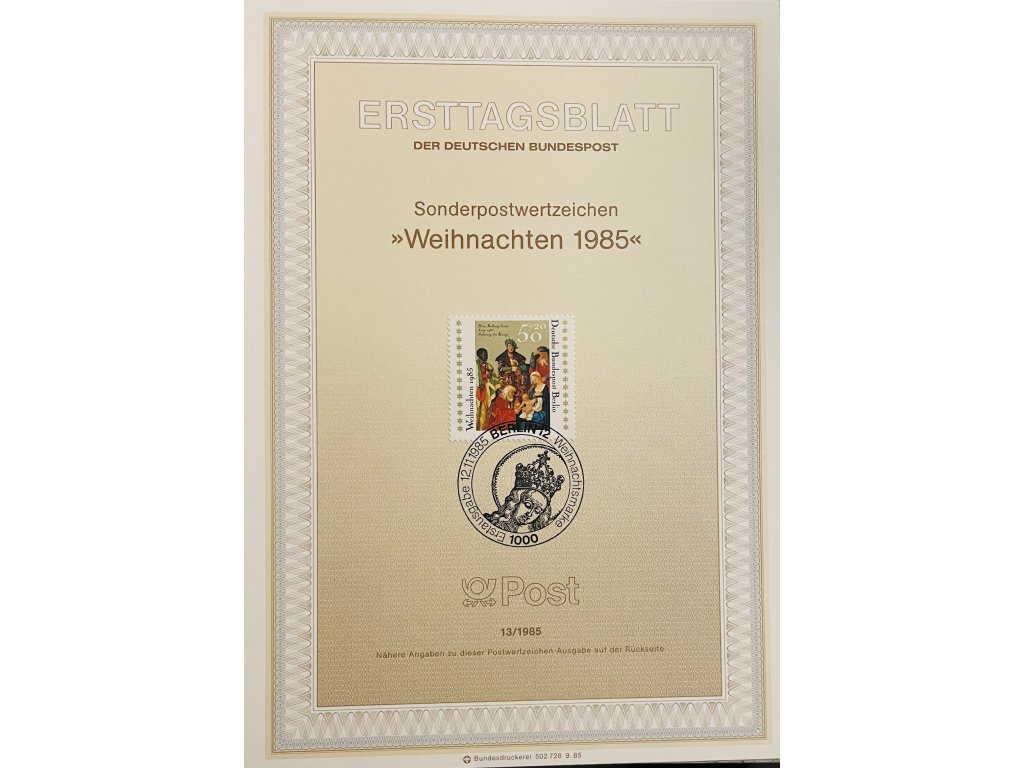 ERSTTAGSBLATT
DER DEUTSCHEN BUNDESPOST
Sonderpostwertzeichen
»Weihnachten 1985«
50+20
Deutsche Bundespost Berlin
Weihnachten 1985
Erstausgabe 12.11.1985 BERLIN 12 Weihnachtsmarke
1000
Post
13/1985
Nähere Angaben zu dieser Postwertzeichen-Ausgabe auf der Rückseite
Bundesdruckerei 502 728 9.85